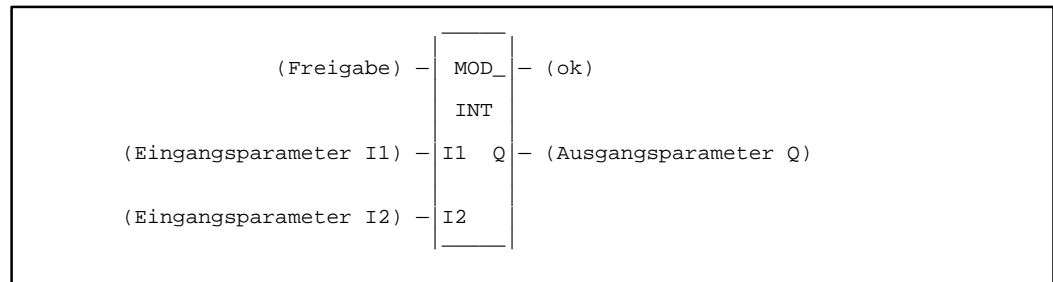 (Freigabe) — MOD_ — (ok)
INT
(Eingangsparameter I1) — I1 Q — (Ausgangsparameter Q)
(Eingangsparameter I2) — I2